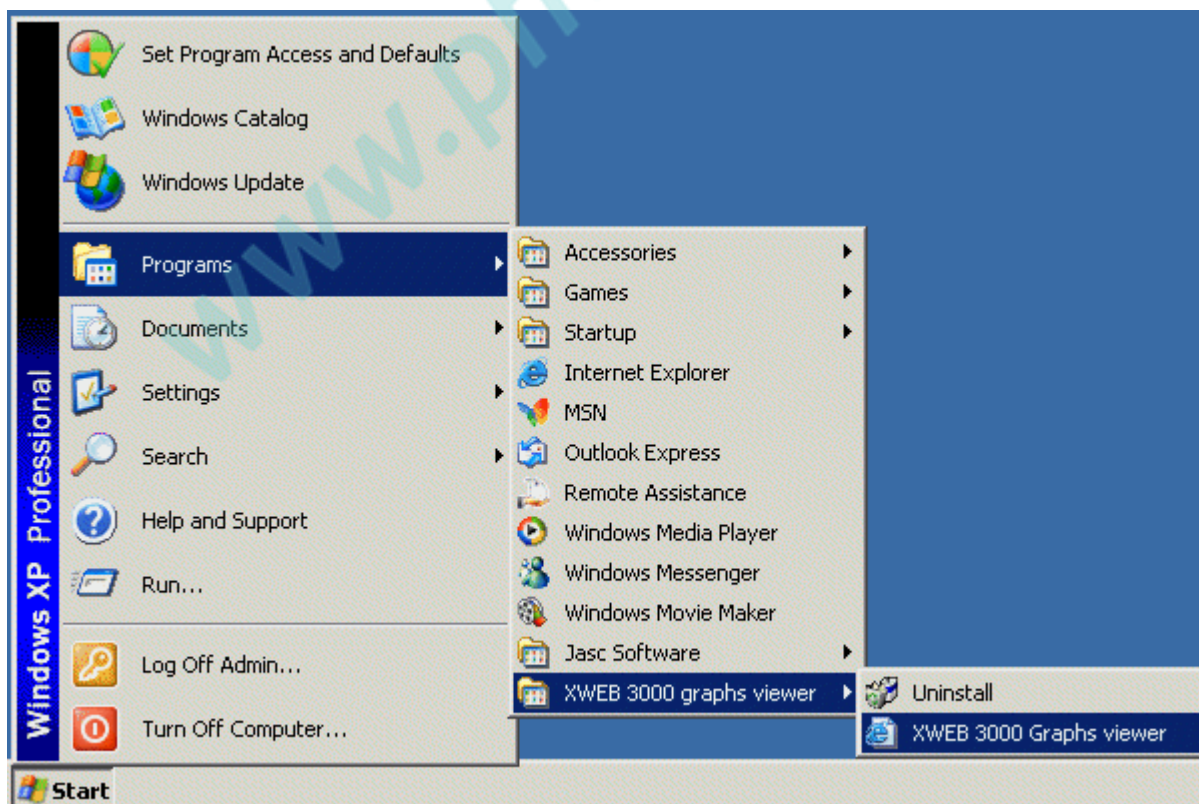 Set Program Access and Defaults
Windows Catalog
Windows Update
Programs
Documents
Settings
Search
Help and Support
Run...
Log Off Admin...
Turn Off Computer...
Windows XP Professional
Accessories
Games
Startup
Internet Explorer
MSN
Outlook Express
Remote Assistance
Windows Media Player
Windows Messenger
Windows Movie Maker
Jasc Software
XWEB 3000 graphs viewer
Uninstall
XWEB 3000 Graphs viewer
Start
www.ph